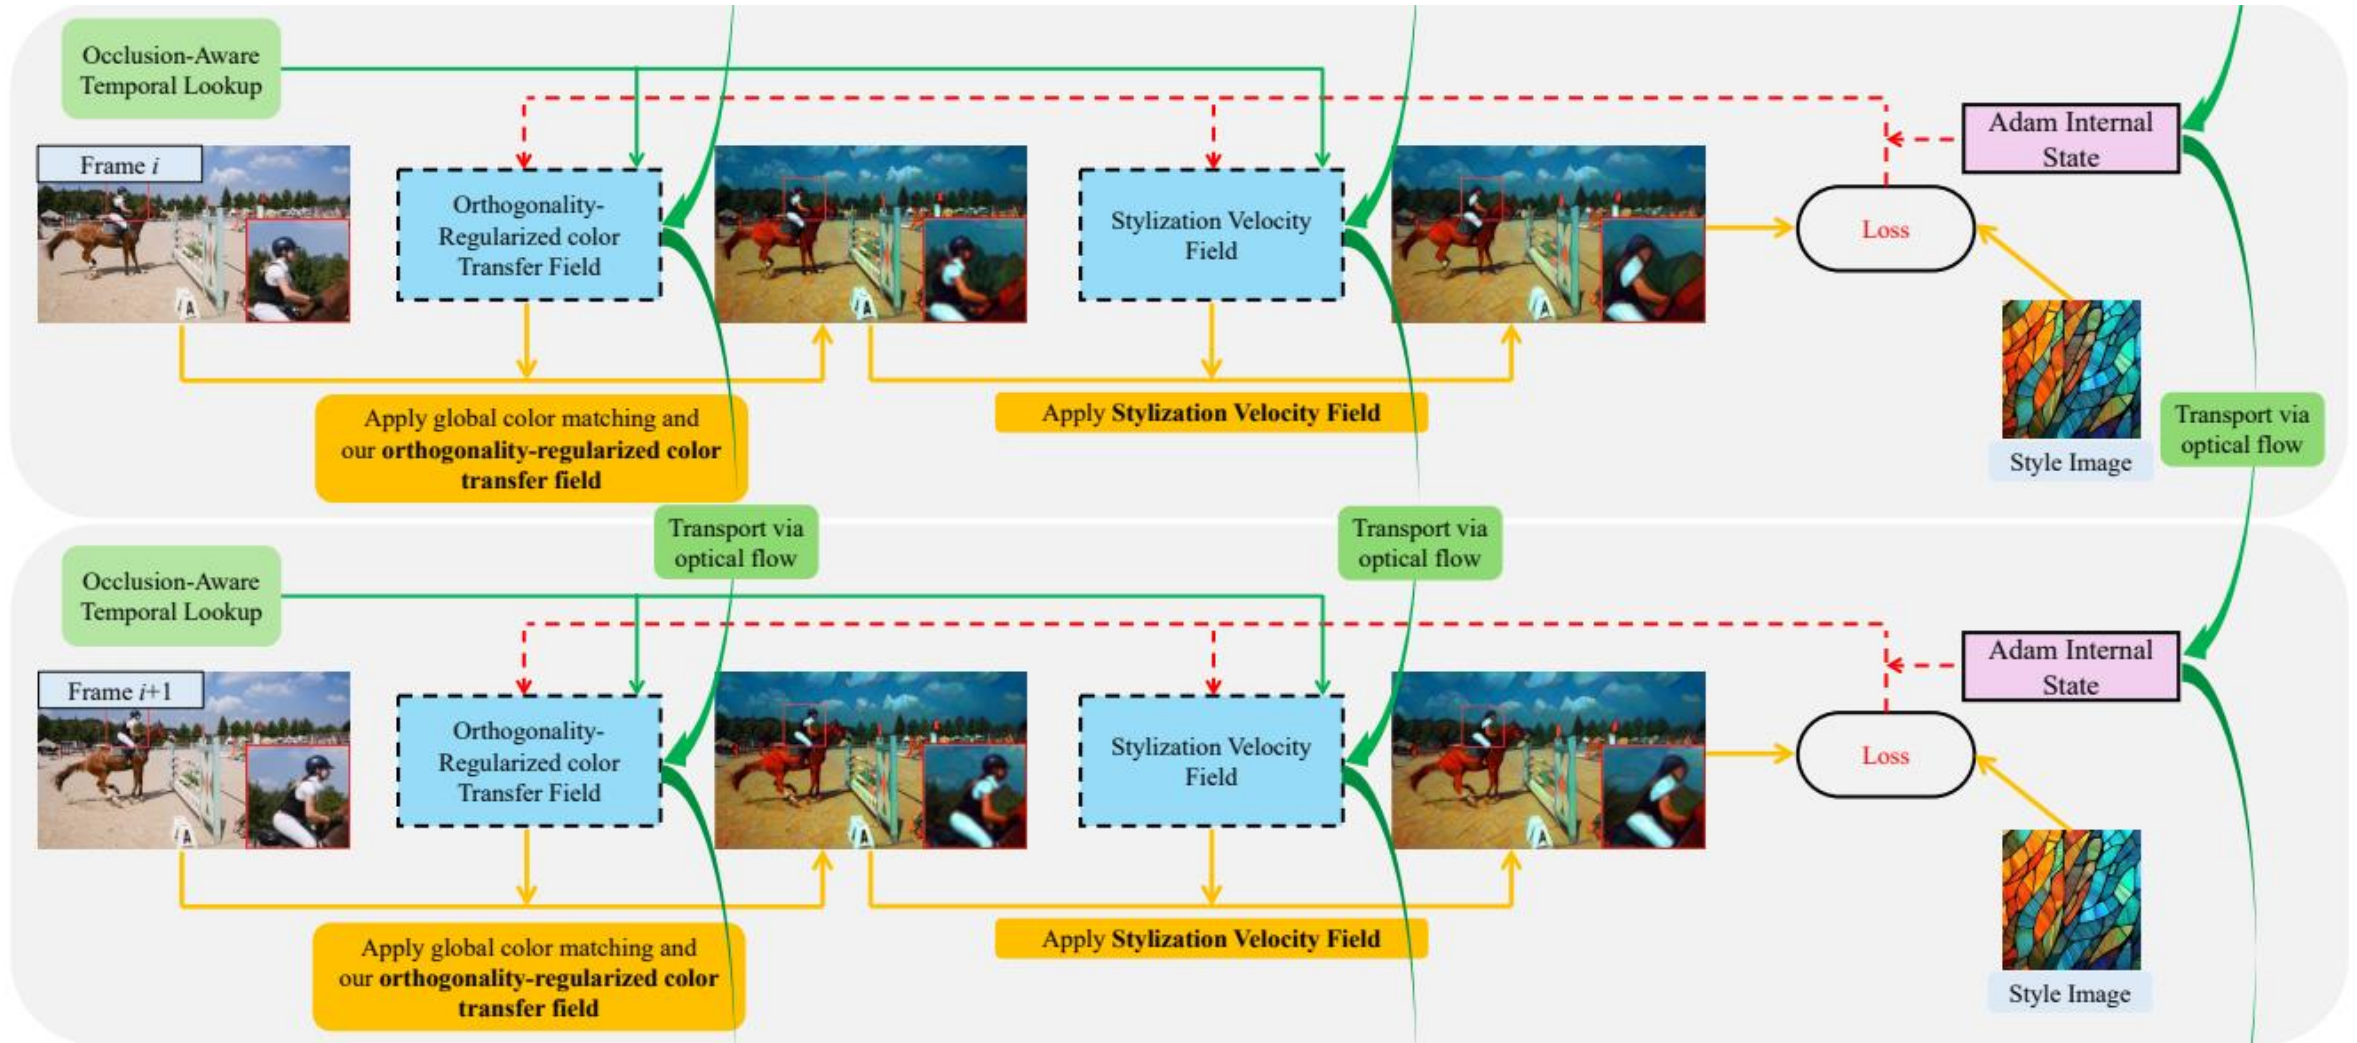 Occlusion-Aware
Temporal Lookup
Frame i
Orthogonality-
Regularized color
Transfer Field
Stylization Velocity
Field
Adam Internal
State
Loss
A
A
A
Apply global color matching and
our orthogonality-regularized color
transfer field
Apply Stylization Velocity Field
Style Image
Transport via
optical flow
Transport via
optical flow
Transport via
optical flow
Occlusion-Aware
Temporal Lookup
Frame i+1
Orthogonality-
Regularized color
Transfer Field
Stylization Velocity
Field
Adam Internal
State
Loss
A
A
A
Apply global color matching and
our orthogonality-regularized color
transfer field
Apply Stylization Velocity Field
Style Image